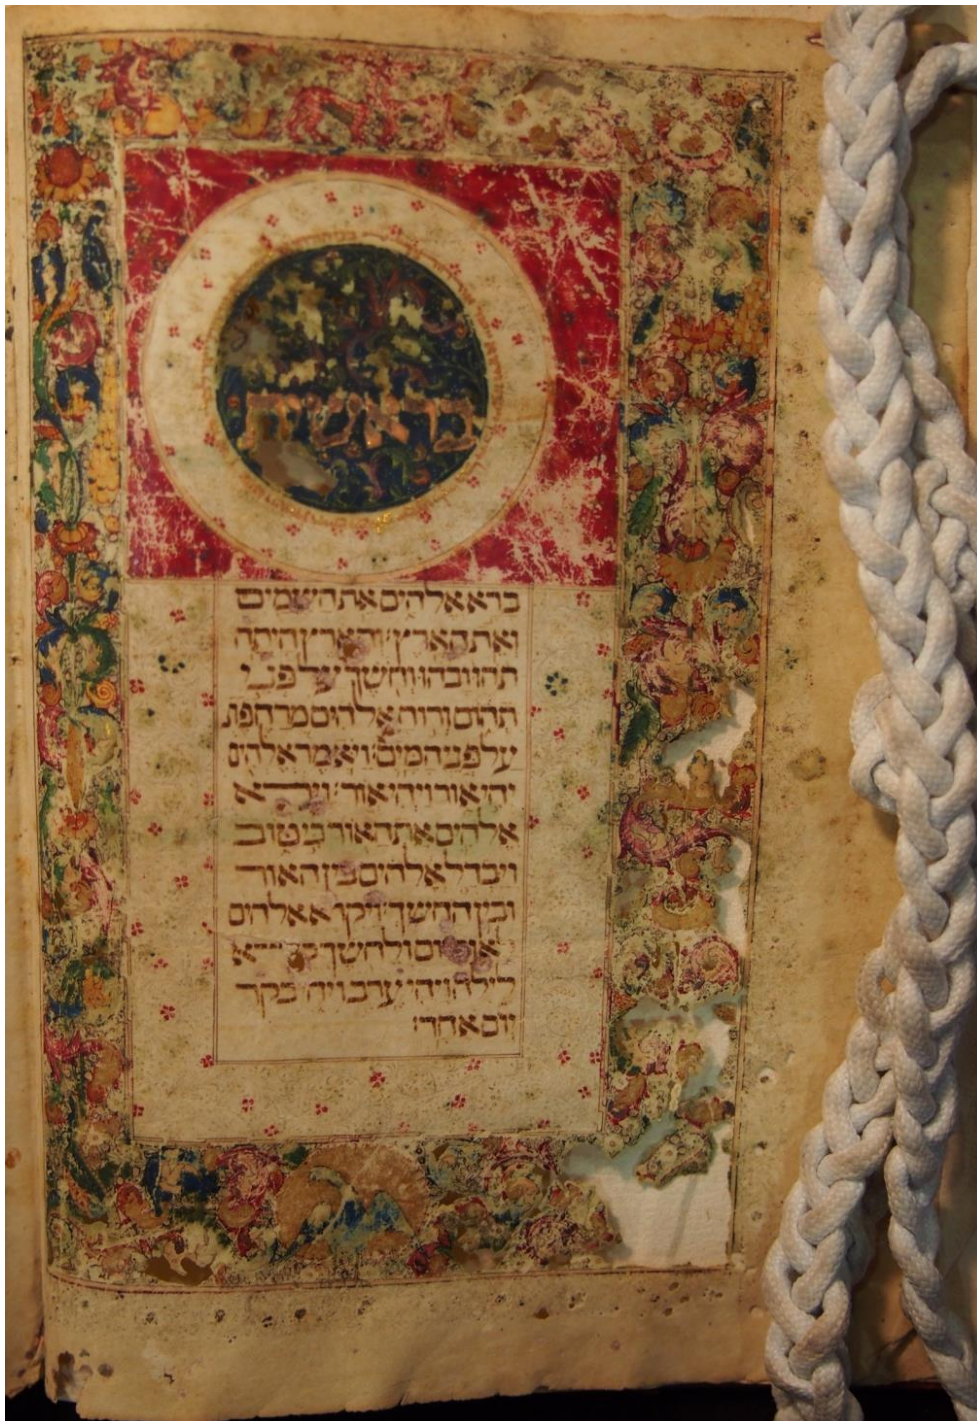 בראשית
ברא אלהים את השמים
ואת הארץ׃ והארץ היתה
תהו ובהו וחשך על פני
תהום ורוח אלהים מרחפת
על פני המים׃ ויאמר אלהים
יהי אור ויהי אור׃ וירא
אלהים את האור כי טוב
ויבדל אלהים בין האור
ובין החשך׃ ויקרא אלהים
לאור יום ולחשך קרא
לילה ויהי ערב ויהי בקר
יום אחד׃